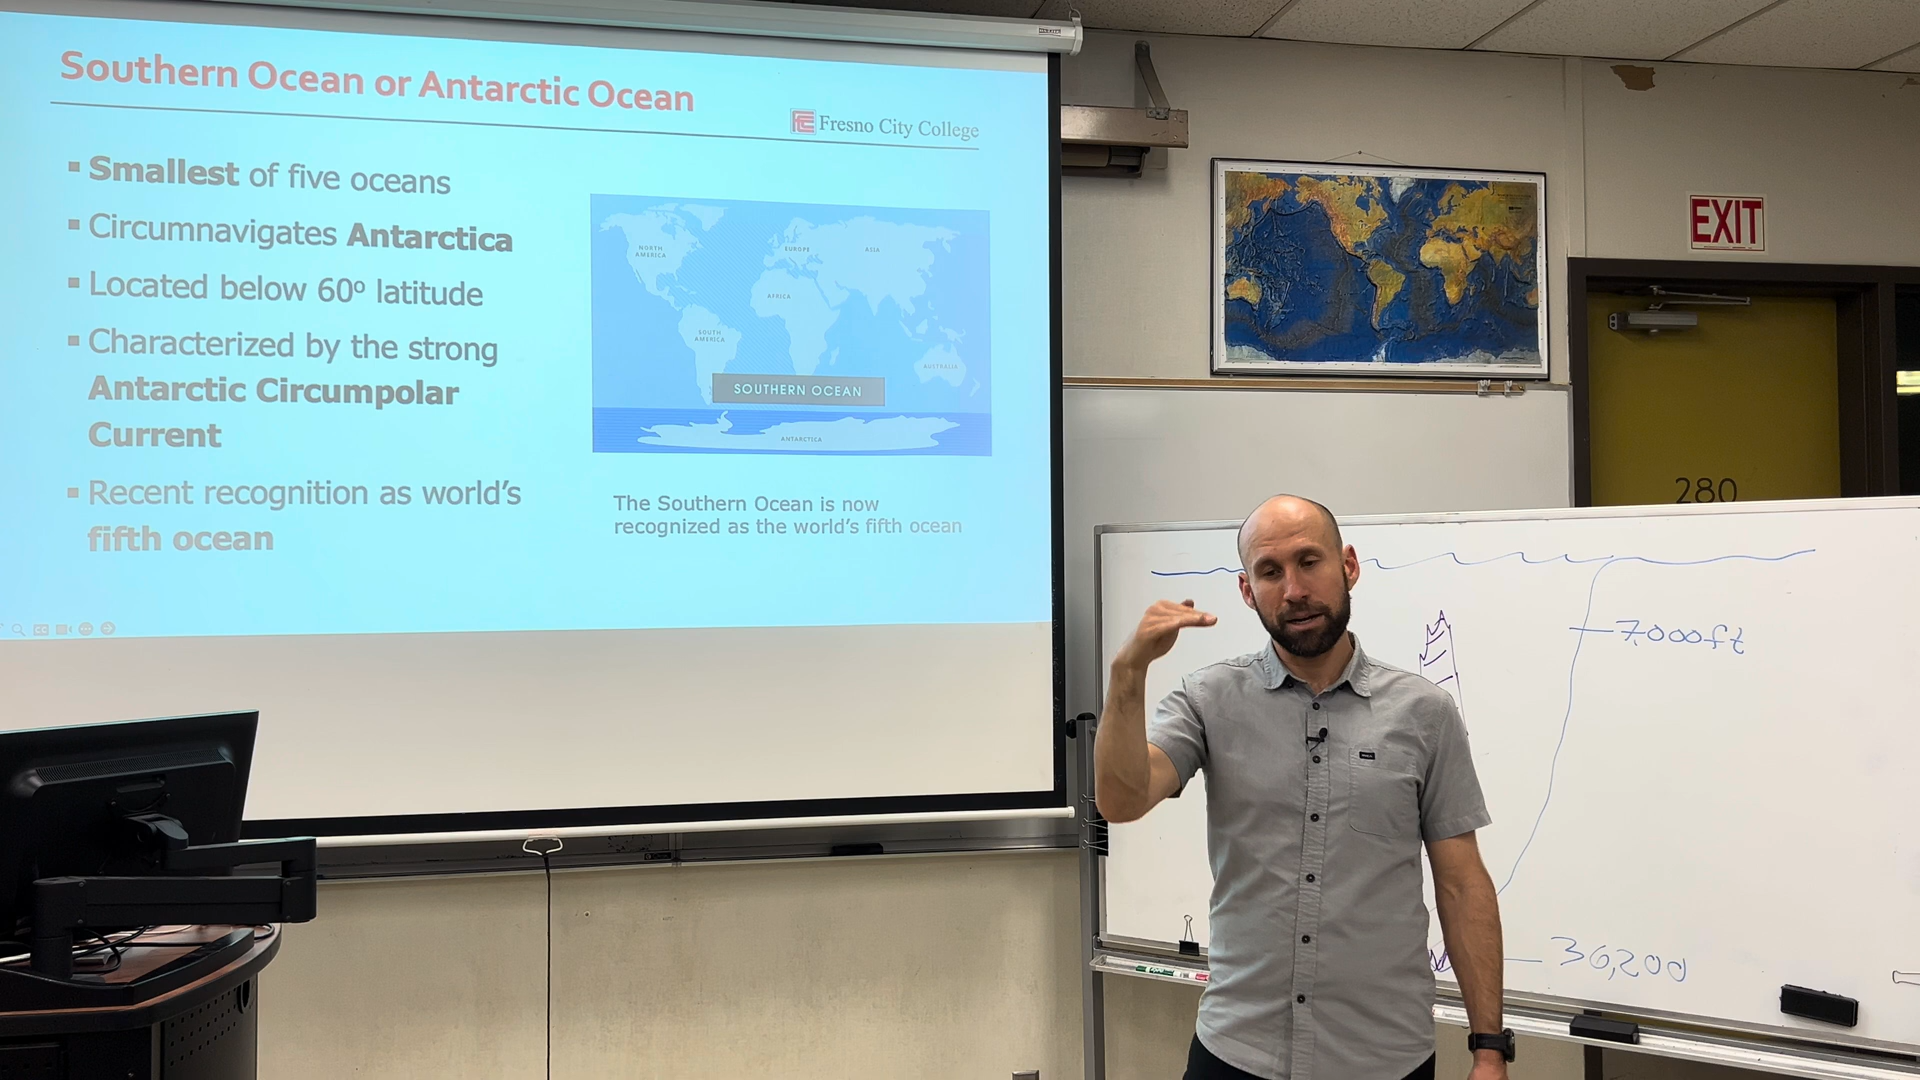 Southern Ocean or Antarctic Ocean
Fresno City College
▪ Smallest of five oceans
▪ Circumnavigates Antarctica
▪ Located below 60º latitude
▪ Characterized by the strong
Antarctic Circumpolar
Current
▪ Recent recognition as world's
fifth ocean
NORTH
AMERICA
EUROPE
ASIA
AFRICA
SOUTH
AMERICA
AUSTRALIA
SOUTHERN OCEAN
ANTARCTICA
The Southern Ocean is now
recognized as the world's fifth ocean
EXIT
280
7,000ft
36,200